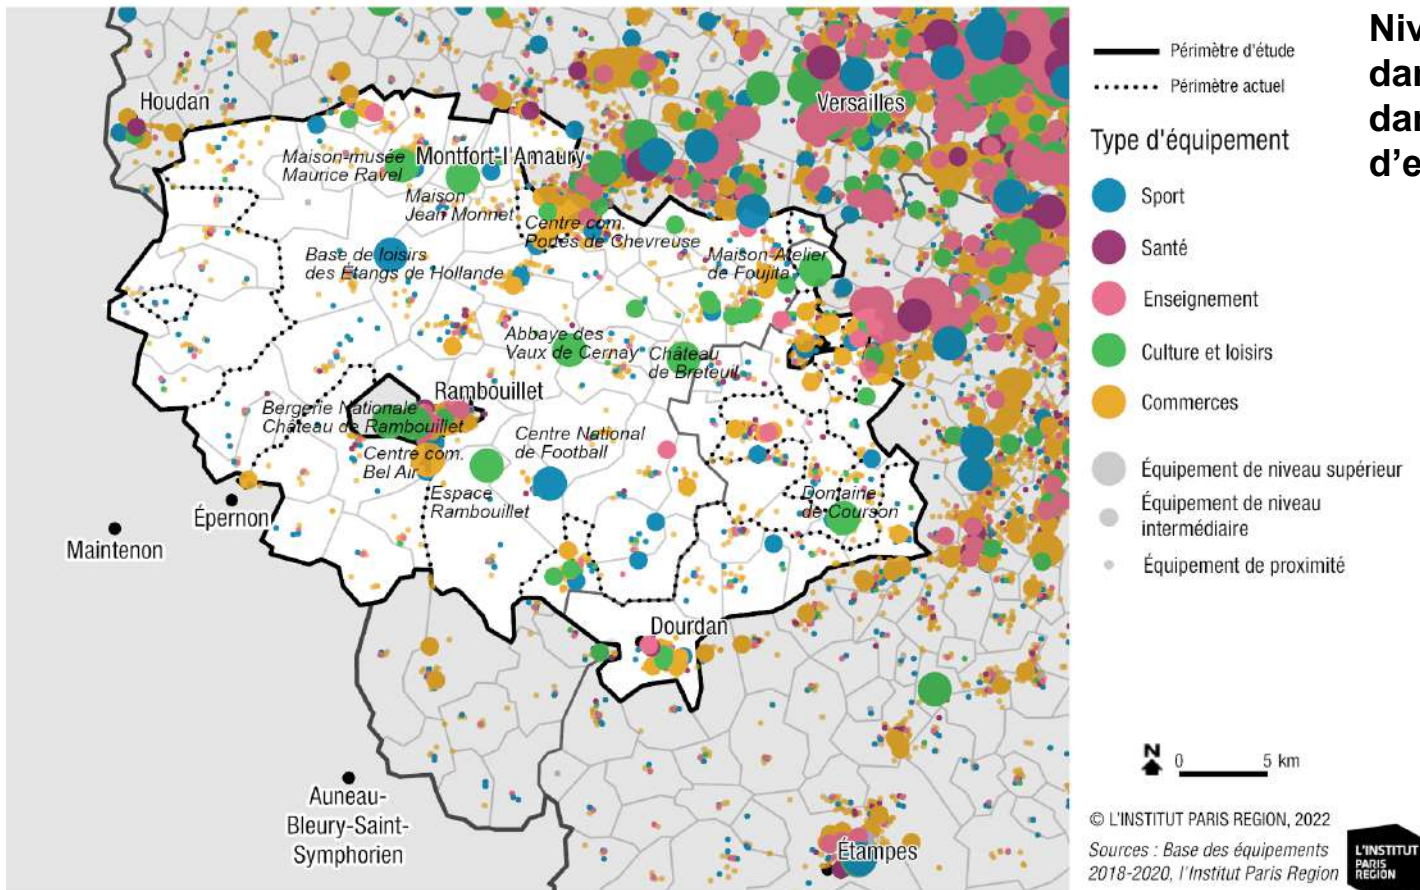 Houdan
Maison-musée
Maurice Ravel
Montfort-l'Amaury
Maison
Jean Monnet
Versailles
Centre com.
Portes de Chevreuse
Base de loisirs
des Étangs de Hollande
Maison-Atelier
de Foujita
Abbaye des
Vaux de Cernay
Château
de Breteuil
Rambouillet
Bergerie Nationale
Château de Rambouillet
Centre com.
Bel Air
Espace
Rambouillet
Centre National
de Football
Domaine
de Courson
Épernon
Maintenon
Dourdan
Auneau-
Bleury-Saint-
Symphorien
Étampes
Périmètre d'étude
Périmètre actuel
Type d'équipement
Sport
Santé
Enseignement
Culture et loisirs
Commerces
Équipement de niveau supérieur
Équipement de niveau
intermédiaire
Équipement de proximité
N
0 5 km
© L'INSTITUT PARIS REGION, 2022
Sources : Base des équipements
2018-2020, l'Institut Paris Region
L'INSTITUT
PARIS
REGION
Niv
dan
dan
d'e